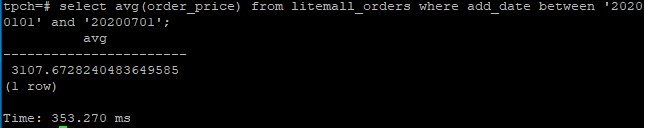 tpch=# select avg(order_price) from litemall_orders where add_date between '2020
0101' and '20200701';
avg
-----------------------
3107.6728240483649585
(1 row)
Time: 353.270 ms